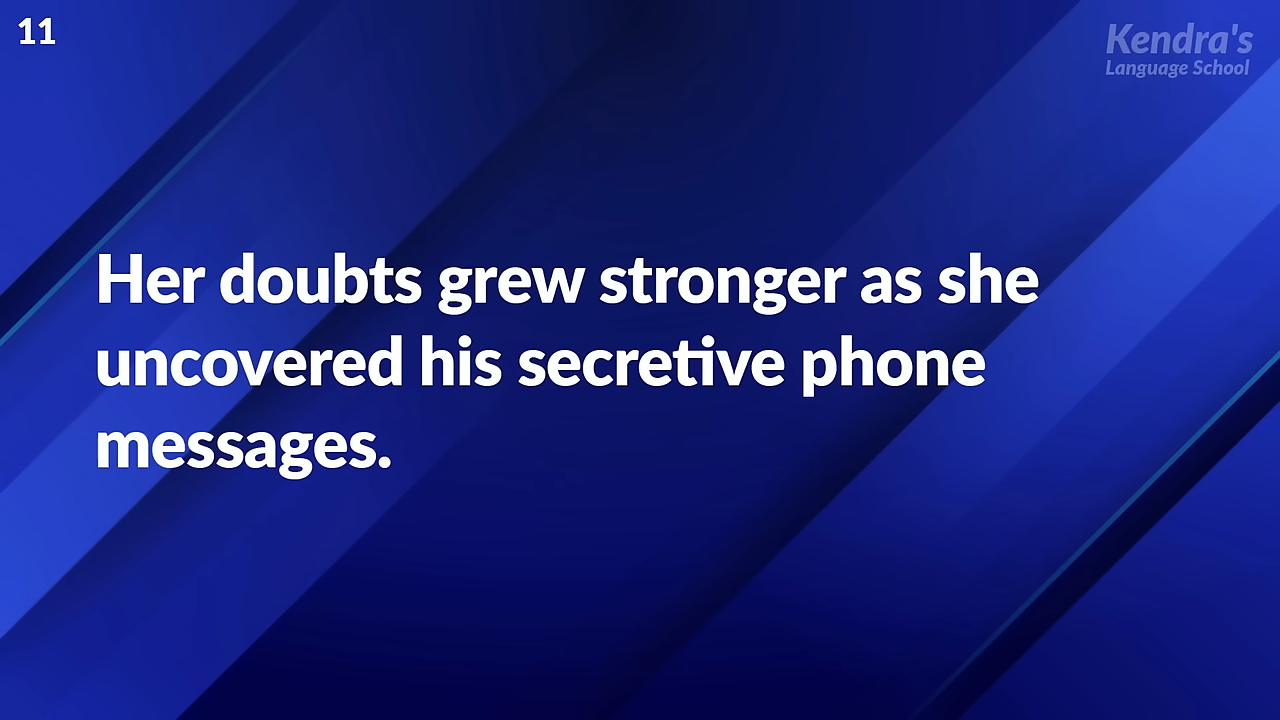 11
Kendra's
Language School
Her doubts grew stronger as she
uncovered his secretive phone
messages.